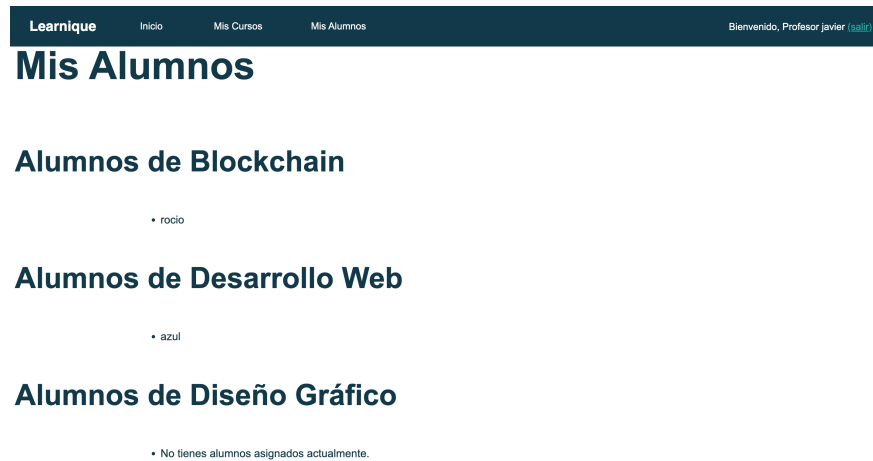 Learnique Inicio Mis Cursos Mis Alumnos Bienvenido, Profesor javier (salir)
Mis Alumnos
Alumnos de Blockchain
• rocio
Alumnos de Desarrollo Web
• azul
Alumnos de Diseño Gráfico
• No tienes alumnos asignados actualmente.